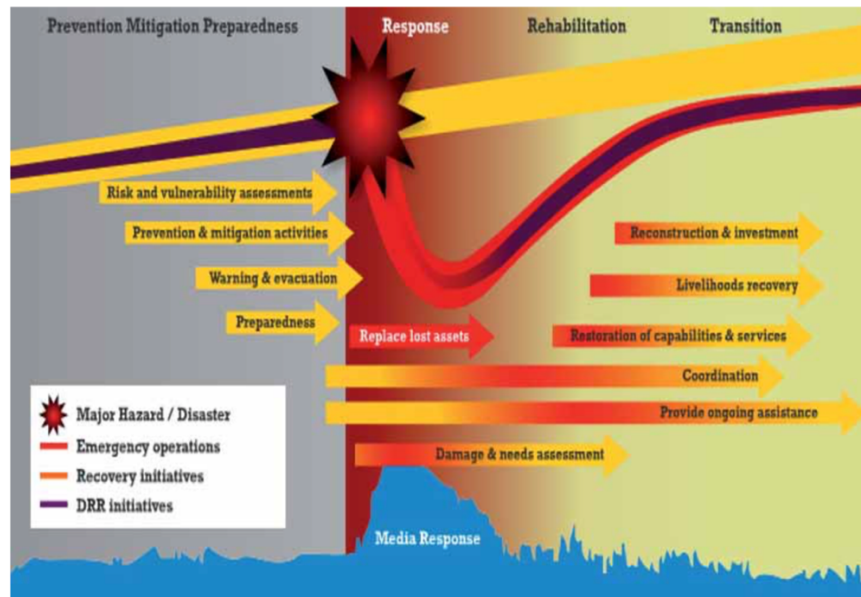 Prevention Mitigation Preparedness
Response
Rehabilitation
Transition
Risk and vulnerability assessments
Prevention & mitigation activities
Reconstruction & investment
Warning & evacuation
Livelihoods recovery
Preparedness
Replace lost assets
Restoration of capabilities & services
Coordination
Provide ongoing assistance
Damage & needs assessment
Major Hazard / Disaster
Emergency operations
Recovery initiatives
DRR initiatives
Media Response